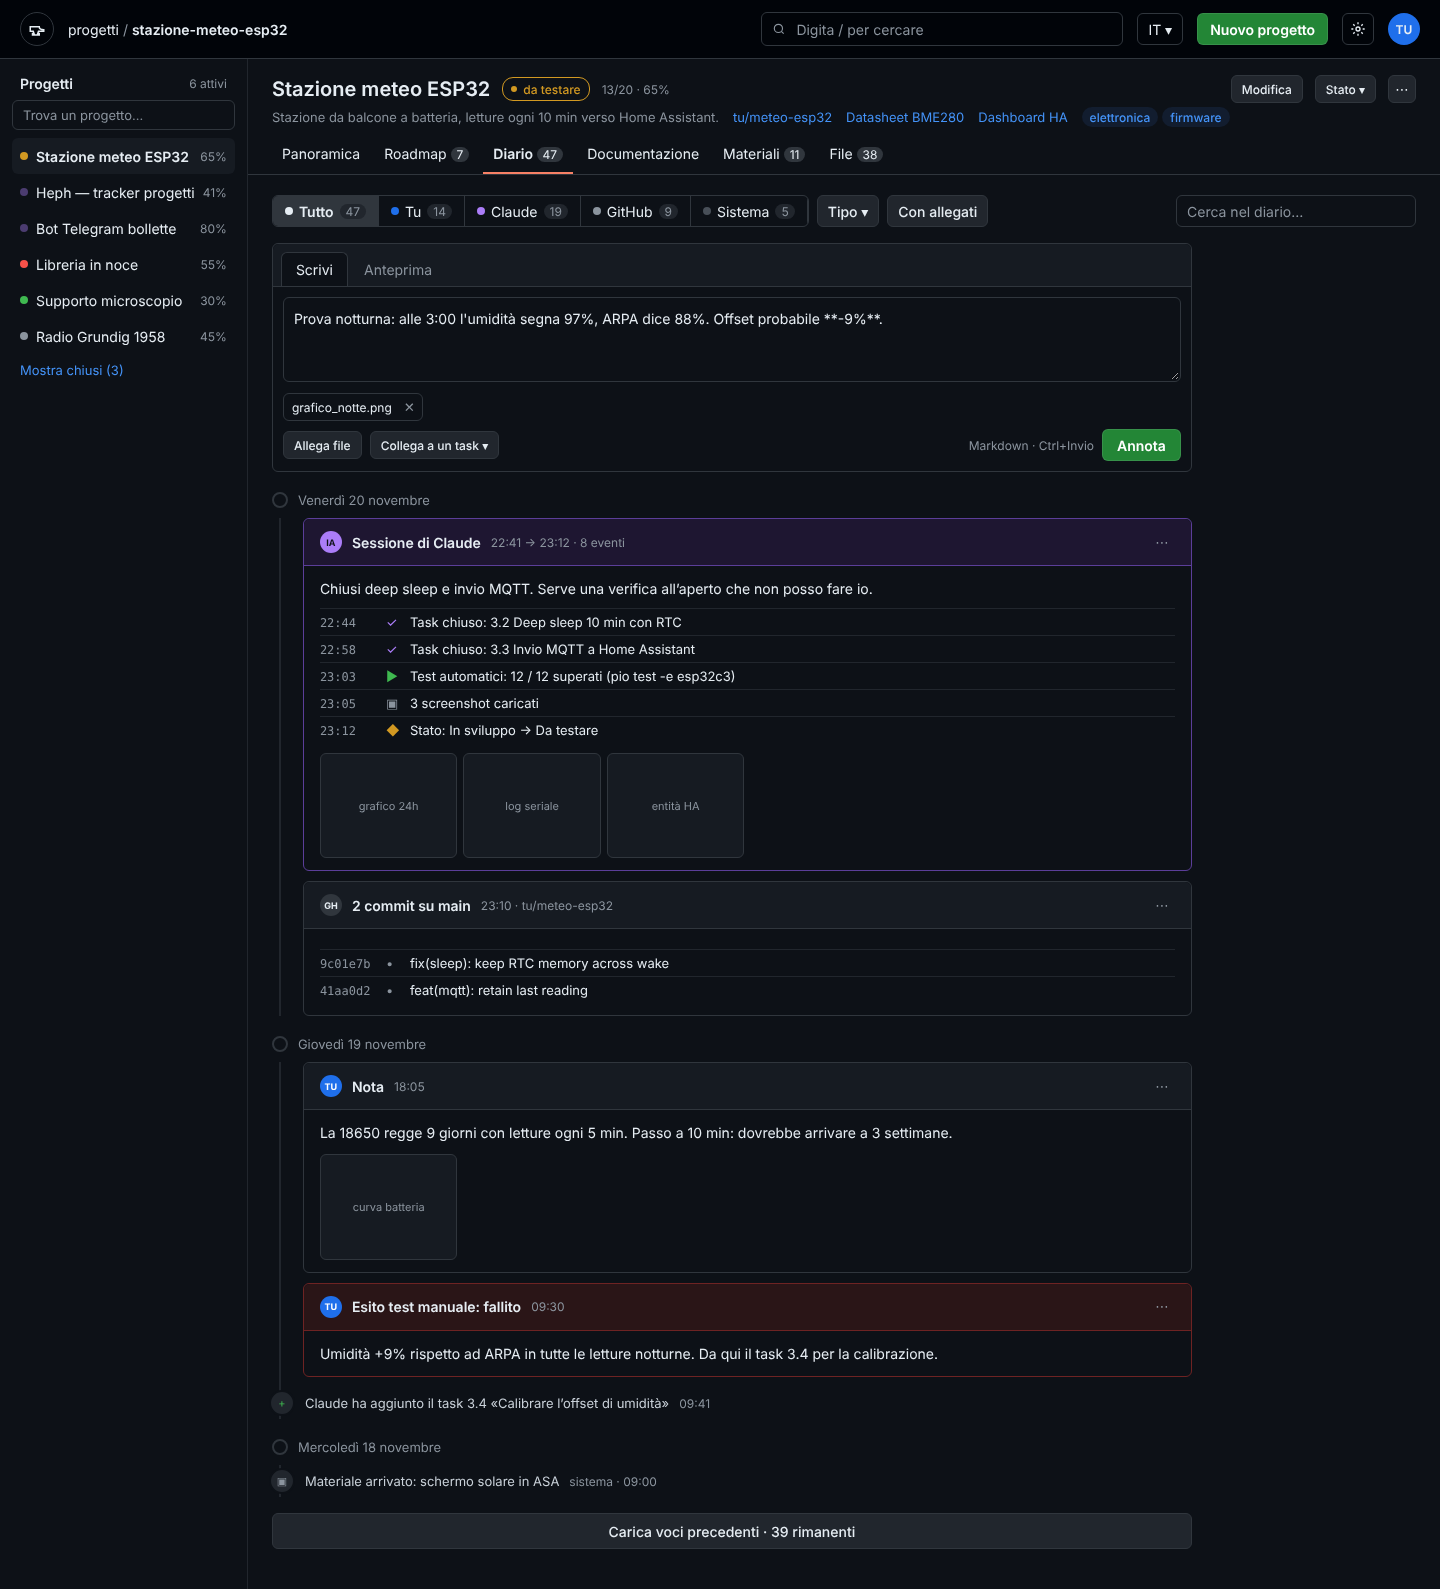 progetti / stazione-meteo-esp32
Digita / per cercare
IT ▾
Nuovo progetto
TU
Progetti
6 attivi
Trova un progetto...
Stazione meteo ESP32 65%
Heph — tracker progetti 41%
Bot Telegram bollette 80%
Libreria in noce 55%
Supporto microscopio 30%
Radio Grundig 1958 45%
Mostra chiusi (3)
Stazione meteo ESP32
da testare
13/20 · 65%
Modifica
Stato ▾
···
Stazione da balcone a batteria, letture ogni 10 min verso Home Assistant. tu/meteo-esp32 Datasheet BME280 Dashboard HA elettronica firmware
Panoramica Roadmap 7 Diario 47 Documentazione Materiali 11 File 38
Tutto 47 Tu 14 Claude 19 GitHub 9 Sistema 5 Tipo ▾ Con allegati
Cerca nel diario...
Scrivi Anteprima
Prova notturna: alle 3:00 l'umidità segna 97%, ARPA dice 88%. Offset probabile **-9%**.
grafico_notte.png ✕
Allega file Collega a un task ▾
Markdown · Ctrl+Invio Annota
Venerdì 20 novembre
IA Sessione di Claude 22:41 → 23:12 · 8 eventi ···
Chiusi deep sleep e invio MQTT. Serve una verifica all’aperto che non posso fare io.
22:44 ✓ Task chiuso: 3.2 Deep sleep 10 min con RTC
22:58 ✓ Task chiuso: 3.3 Invio MQTT a Home Assistant
23:03 ▶ Test automatici: 12 / 12 superati (pio test -e esp32c3)
23:05 ▣ 3 screenshot caricati
23:12 ◆ Stato: In sviluppo → Da testare
grafico 24h
log seriale
entità HA
GH 2 commit su main 23:10 · tu/meteo-esp32 ···
9c01e7b • fix(sleep): keep RTC memory across wake
41aa0d2 • feat(mqtt): retain last reading
Giovedì 19 novembre
TU Nota 18:05 ···
La 18650 regge 9 giorni con letture ogni 5 min. Passo a 10 min: dovrebbe arrivare a 3 settimane.
curva batteria
TU Esito test manuale: fallito 09:30 ···
Umidità +9% rispetto ad ARPA in tutte le letture notturne. Da qui il task 3.4 per la calibrazione.
+ Claude ha aggiunto il task 3.4 «Calibrare l’offset di umidità» 09:41
Mercoledì 18 novembre
▣ Materiale arrivato: schermo solare in ASA sistema · 09:00
Carica voci precedenti · 39 rimanenti